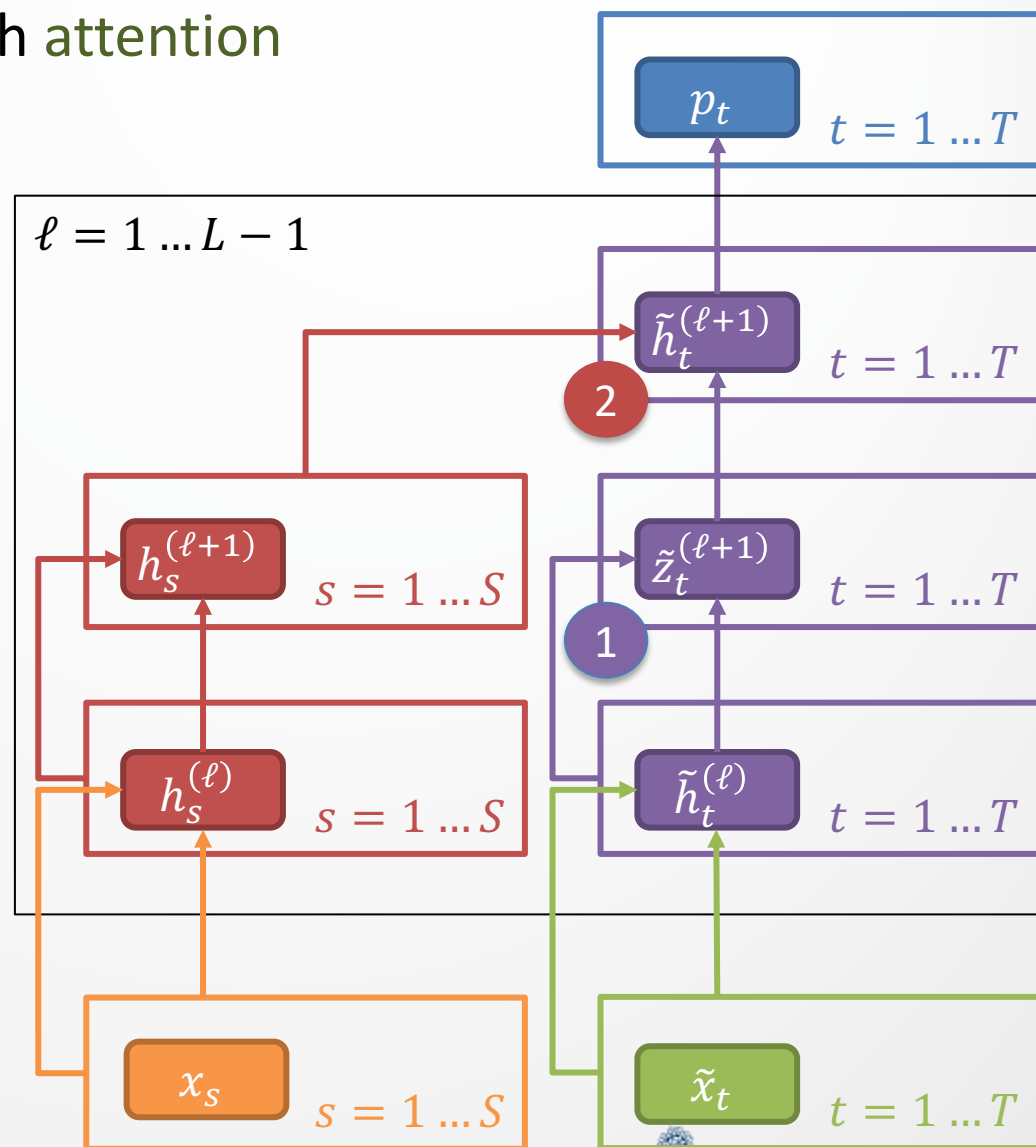 h attention
p_t
t = 1 … T
ℓ = 1 … L − 1
h̃_t^(ℓ+1)
t = 1 … T
2
h_s^(ℓ+1)
s = 1 … S
z̃_t^(ℓ+1)
t = 1 … T
1
h_s^(ℓ)
s = 1 … S
h̃_t^(ℓ)
t = 1 … T
x_s
s = 1 … S
x̃_t
t = 1 … T